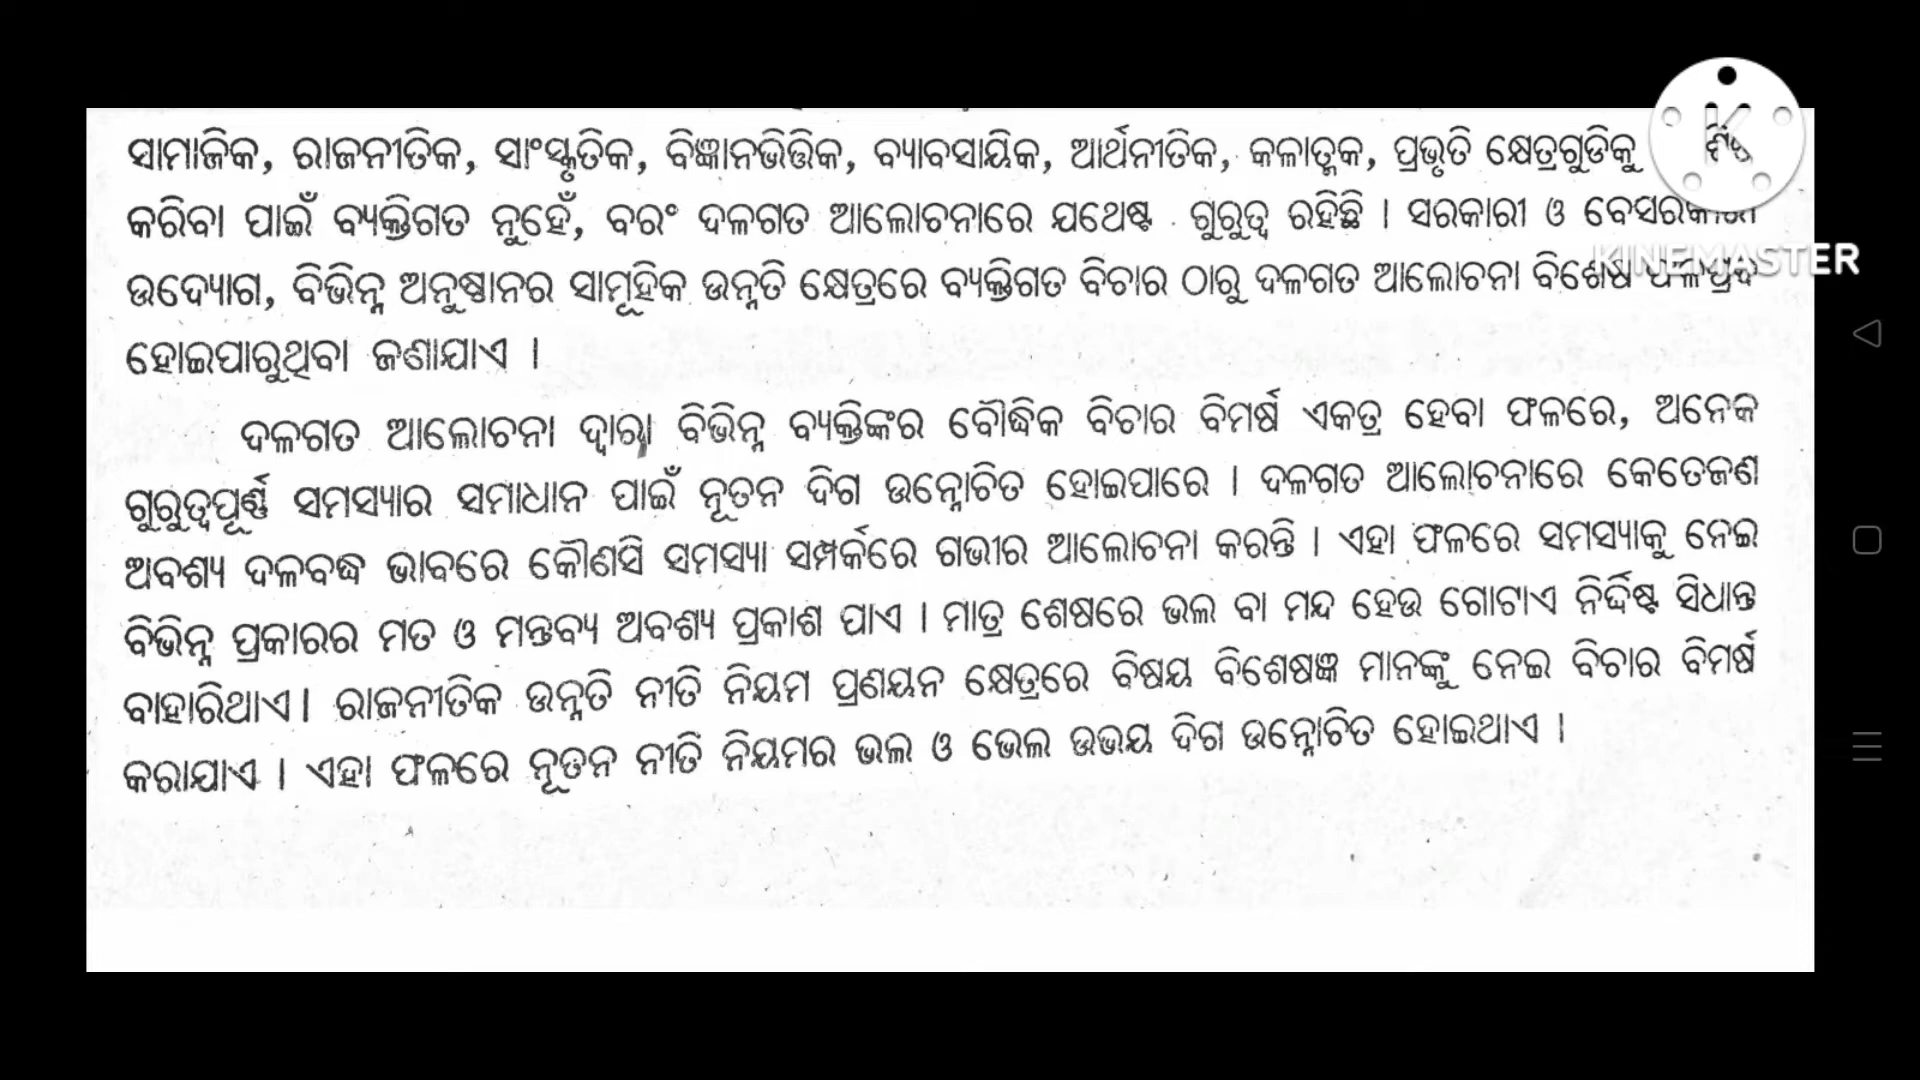 ସାମାଜିକ, ରାଜନୀତିକ, ସାଂସ୍କୃତିକ, ବିଜ୍ଞାନଭିତ୍ତିକ, ବ୍ୟାବସାୟିକ, ଆର୍ଥନୀତିକ, କଳାତ୍ମକ, ପ୍ରଭୃତି କ୍ଷେତ୍ରଗୁଡିକୁ
କରିବା ପାଇଁ ବ୍ୟକ୍ତିଗତ ନୁହେଁ, ବରଂ ଦଳଗତ ଆଲୋଚନାରେ ଯଥେଷ୍ଟ ଗୁରୁତ୍ୱ ରହିଛି । ସରକାରୀ ଓ ବେସରକାରୀ
KINEMASTER
ଉଦ୍ୟୋଗ, ବିଭିନ୍ନ ଅନୁଷ୍ଠାନର ସାମୂହିକ ଉନ୍ନତି କ୍ଷେତ୍ରରେ ବ୍ୟକ୍ତିଗତ ବିଚାର ଠାରୁ ଦଳଗତ ଆଲୋଚନା ବିଶେଷ ଫଳପ୍ରଦ
ହୋଇପାରୁଥିବା ଜଣାଯାଏ ।
ଦଳଗତ ଆଲୋଚନା ଦ୍ୱାରା ବିଭିନ୍ନ ବ୍ୟକ୍ତିଙ୍କର ବୌଦ୍ଧିକ ବିଚାର ବିମର୍ଷ ଏକତ୍ର ହେବା ଫଳରେ, ଅନେକ
ଗୁରୁତ୍ୱପୂର୍ଣ୍ଣ ସମସ୍ୟାର ସମାଧାନ ପାଇଁ ନୂତନ ଦିଗ ଉନ୍ମୋଚିତ ହୋଇପାରେ । ଦଳଗତ ଆଲୋଚନାରେ କେତେଜଣ
ଅବଶ୍ୟ ଦଳବଦ୍ଧ ଭାବରେ କୌଣସି ସମସ୍ୟା ସମ୍ପର୍କରେ ଗଭୀର ଆଲୋଚନା କରନ୍ତି । ଏହା ଫଳରେ ସମସ୍ୟାକୁ ନେଇ
ବିଭିନ୍ନ ପ୍ରକାରର ମତ ଓ ମନ୍ତବ୍ୟ ଅବଶ୍ୟ ପ୍ରକାଶ ପାଏ । ମାତ୍ର ଶେଷରେ ଭଲ ବା ମନ୍ଦ ହେଉ ଗୋଟାଏ ନିର୍ଦ୍ଦିଷ୍ଟ ସିଧାନ୍ତ
ବାହାରିଥାଏ। ରାଜନୀତିକ ଉନ୍ନତି ନୀତି ନିୟମ ପ୍ରଣୟନ କ୍ଷେତ୍ରରେ ବିଷୟ ବିଶେଷଜ୍ଞ ମାନଙ୍କୁ ନେଇ ବିଚାର ବିମର୍ଷ
କରାଯାଏ । ଏହା ଫଳରେ ନୂତନ ନୀତି ନିୟମର ଭଲ ଓ ଭେଲ ଉଭୟ ଦିଗ ଉନ୍ମୋଚିତ ହୋଇଥାଏ ।